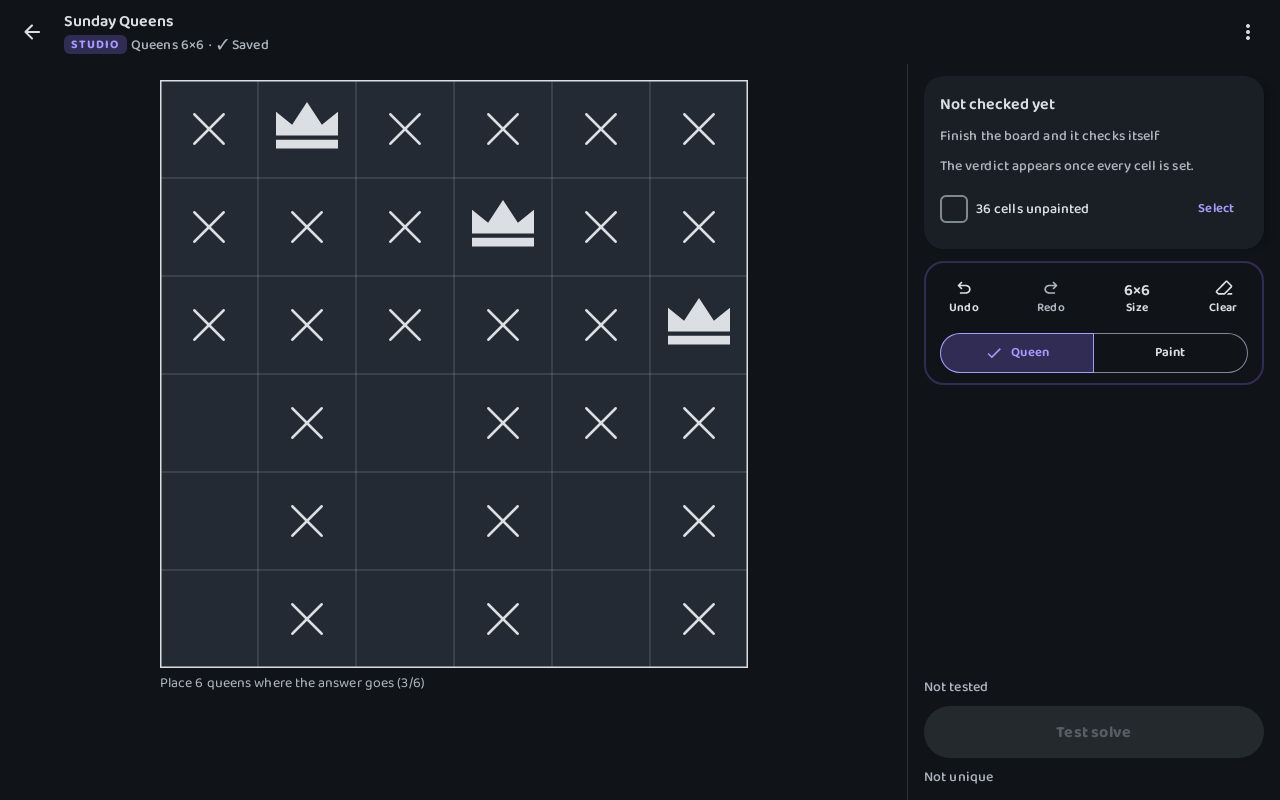 Sunday Queens
STUDIO Queens 6×6 · ✓ Saved
Not checked yet
Finish the board and it checks itself
The verdict appears once every cell is set.
36 cells unpainted Select
Undo Redo 6×6 Size Clear
Queen Paint
Place 6 queens where the answer goes (3/6)
Not tested
Test solve
Not unique